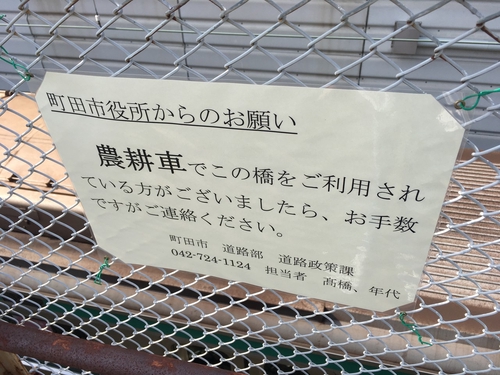 町田市役所からのお願い
農耕車でこの橋をご利用され
ている方がございましたら、お手数
ですがご連絡ください。
町田市 道路部 道路政策課
042-724-1124 担当者 髙橋、年代